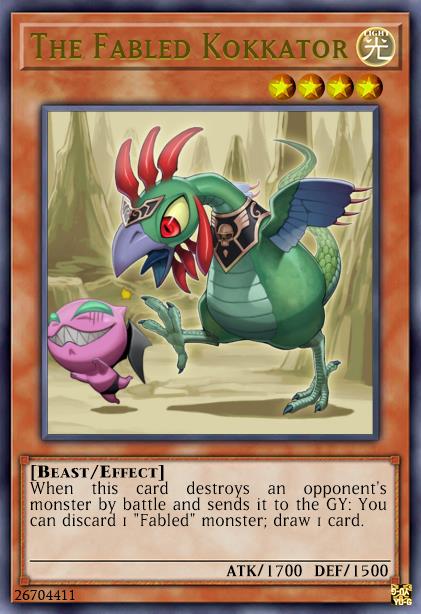 The Fabled Kokkator
LIGHT
光
[Beast/Effect]
When this card destroys an opponent's
monster by battle and sends it to the GY: You
can discard 1 "Fabled" monster; draw 1 card.
ATK/1700 DEF/1500
26704411